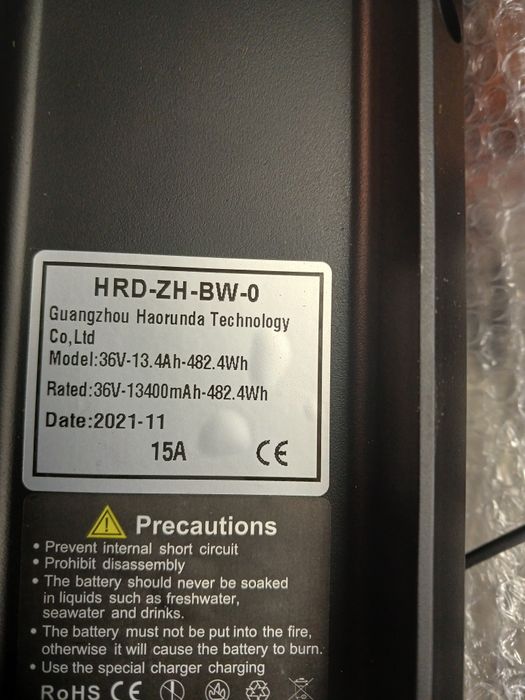 HRD-ZH-BW-0
Guangzhou Haorunda Technology
Co,Ltd
Model:36V-13.4Ah-482.4Wh
Rated:36V-13400mAh-482.4Wh
Date:2021-11
15A CE
Precautions
• Prevent internal short circuit
• Prohibit disassembly
• The battery should never be soaked
in liquids such as freshwater,
seawater and drinks.
• The battery must not be put into the fire,
otherwise it will cause the battery to burn.
• Use the special charger charging
RoHS CE